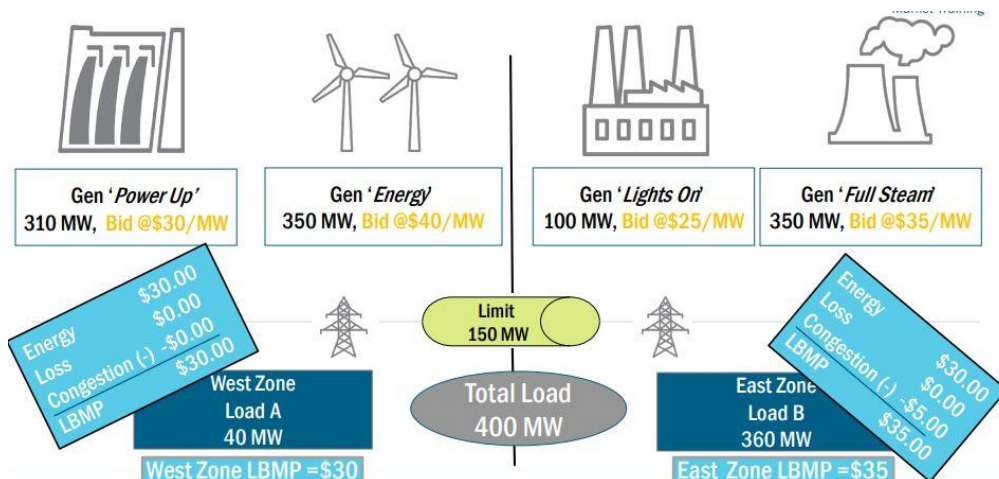 Market Training
Gen 'Power Up'
310 MW, Bid @$30/MW
Gen 'Energy'
350 MW, Bid @$40/MW
Gen 'Lights On'
100 MW, Bid @$25/MW
Gen 'Full Steam'
350 MW, Bid @$35/MW
Energy $30.00
Loss $0.00
Congestion (-) -$0.00
LBMP $30.00
Limit
150 MW
Energy $30.00
Loss $0.00
Congestion (-) -$5.00
LBMP $35.00
West Zone
Load A
40 MW
Total Load
400 MW
East Zone
Load B
360 MW
West Zone LBMP =$30
East Zone LBMP =$35